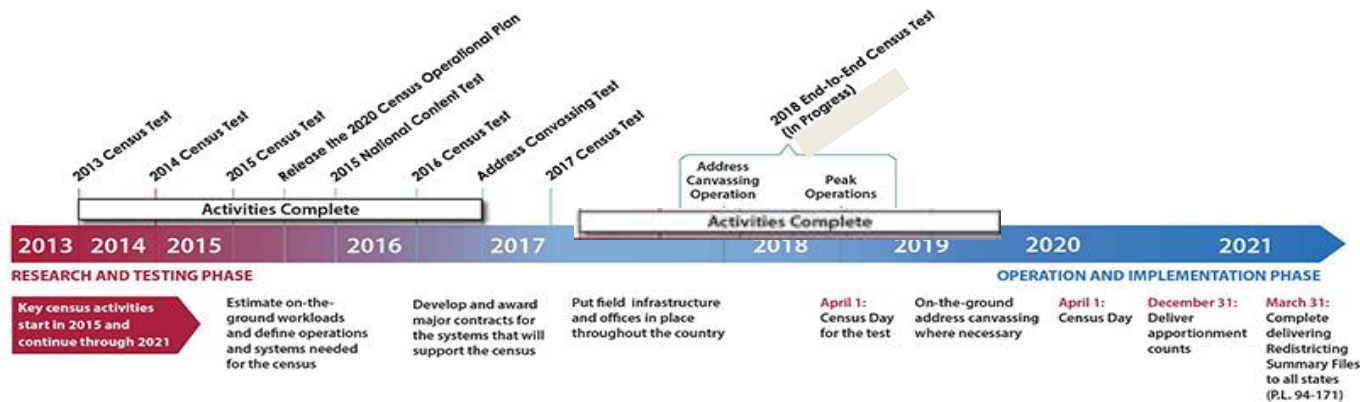 2013 Census Test
2014 Census Test
2015 Census Test
Release the 2020 Census Operational Plan
2015 National Content Test
2016 Census Test
Address Canvassing Test
2017 Census Test
2018 End-to-End Census Test
(In Progress)
Address
Canvassing
Operation
Peak
Operations
Activities Complete
Activities Complete
2013
2014
2015
2016
2017
2018
2019
2020
2021
RESEARCH AND TESTING PHASE
OPERATION AND IMPLEMENTATION PHASE
Key census activities
start in 2015 and
continue through 2021
Estimate on-the-
ground workloads
and define operations
and systems needed
for the census
Develop and award
major contracts for
the systems that will
support the census
Put field infrastructure
and offices in place
throughout the country
April 1:
Census Day
for the test
On-the-ground
address canvassing
where necessary
April 1:
Census Day
December 31:
Deliver
apportionment
counts
March 31:
Complete
delivering
Redistricting
Summary Files
to all states
(P.L. 94-171)